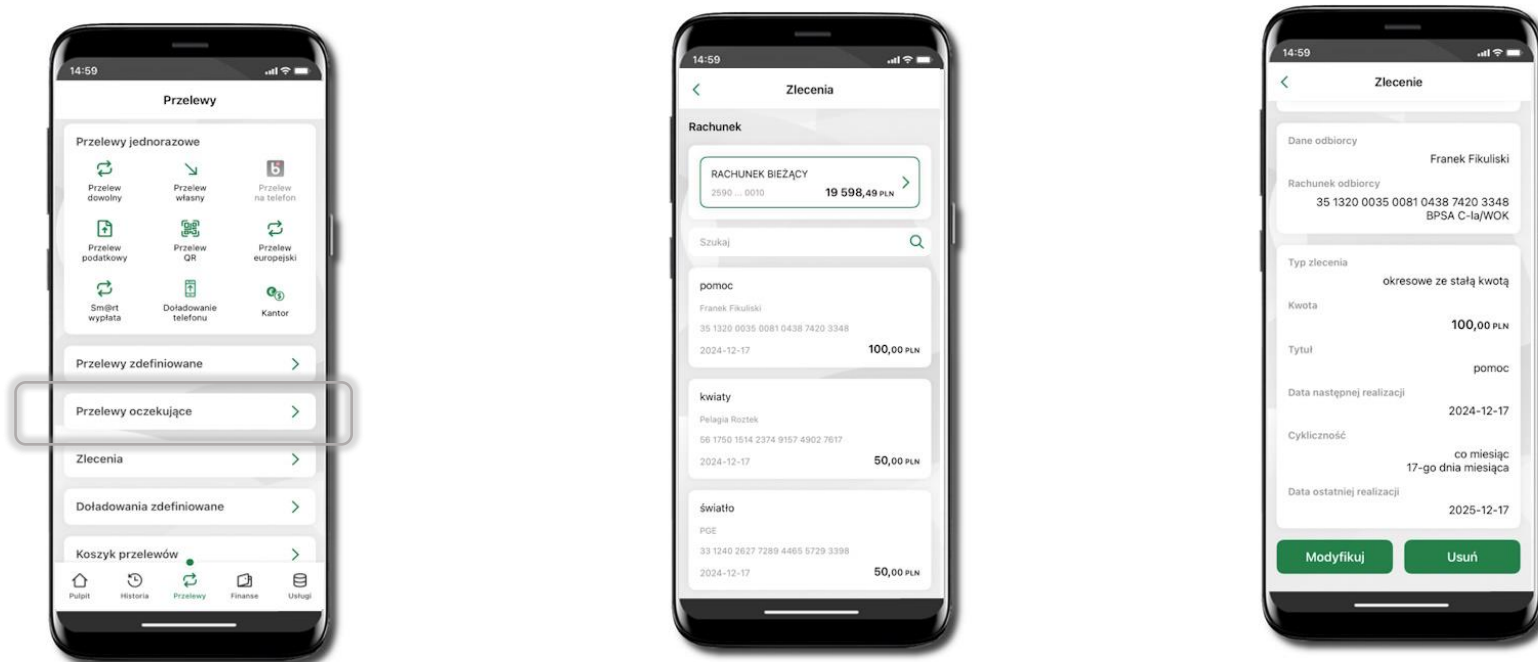 14:59
Przelewy
Przelewy jednorazowe
Przelew dowolny
Przelew własny
Przelew na telefon
Przelew podatkowy
Przelew QR
Przelew europejski
Sm@rt wypłata
Doładowanie telefonu
Kantor
Przelewy zdefiniowane
Przelewy oczekujące
Zlecenia
Doładowania zdefiniowane
Koszyk przelewów
Pulpit Historia Przelewy Finanse Usługi
14:59
Zlecenia
Rachunek
RACHUNEK BIEŻĄCY
2590 ... 0010 19 598,49 PLN
Szukaj
pomoc
Franek Fikuliski
35 1320 0035 0081 0438 7420 3348
2024-12-17 100,00 PLN
kwiaty
Pelagia Roztek
56 1750 1514 2374 9157 4902 7617
2024-12-17 50,00 PLN
światło
PGE
33 1240 2627 7289 4465 5729 3398
2024-12-17 50,00 PLN
14:59
Zlecenie
Dane odbiorcy
Franek Fikuliski
Rachunek odbiorcy
35 1320 0035 0081 0438 7420 3348
BPSA C-la/WOK
Typ zlecenia
okresowe ze stałą kwotą
Kwota
100,00 PLN
Tytuł
pomoc
Data następnej realizacji
2024-12-17
Cykliczność
co miesiąc
17-go dnia miesiąca
Data ostatniej realizacji
2025-12-17
Modyfikuj Usuń